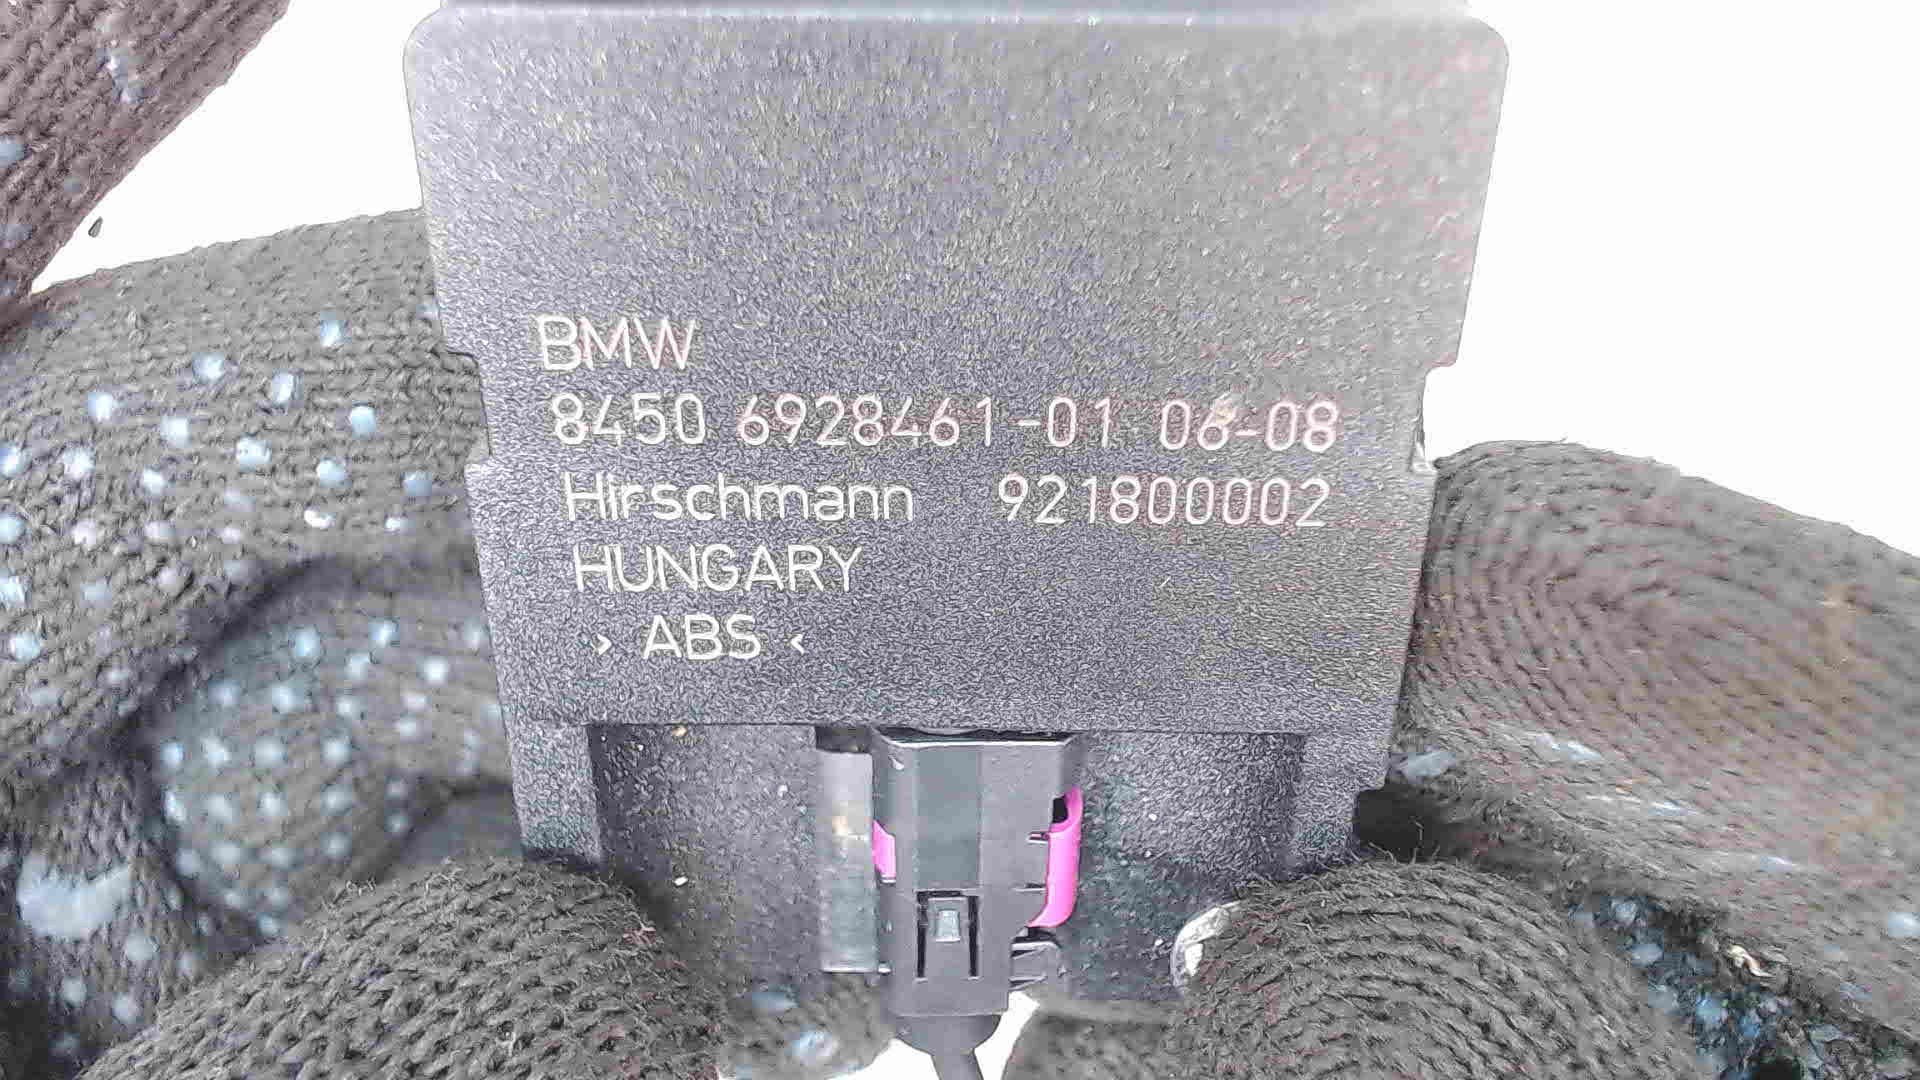 BMW
8450 6928461-01 06-08
Hirschmann 921800002
HUNGARY
> ABS <